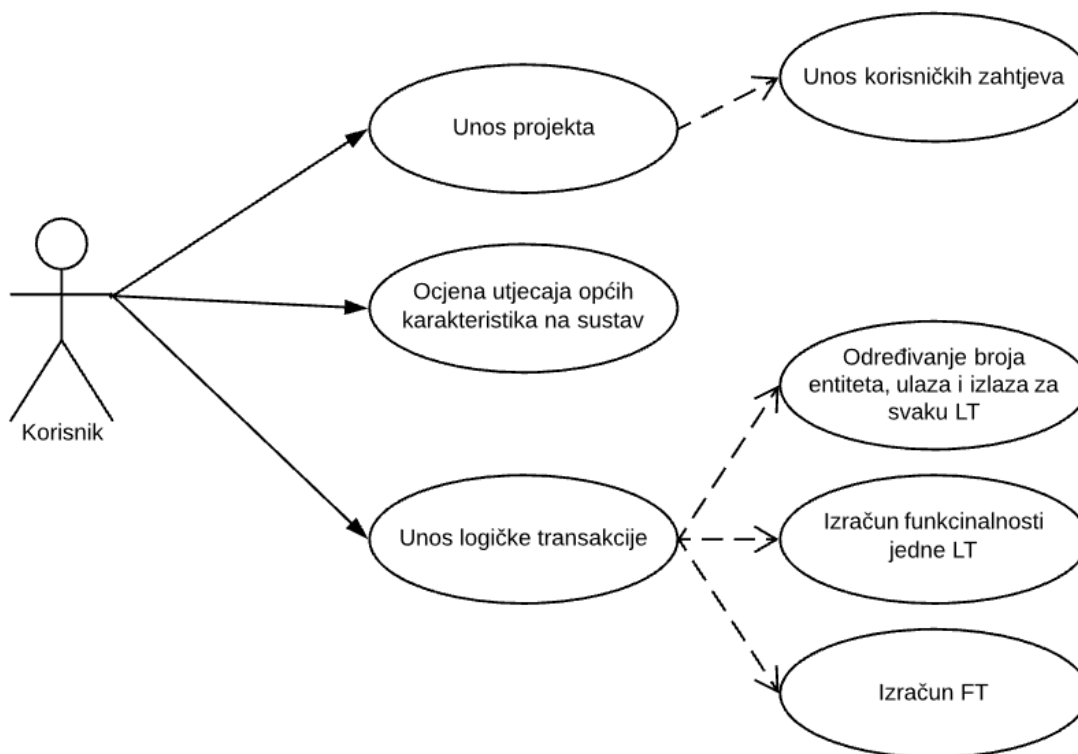 Unos korisničkih zahtjeva
Unos projekta
Ocjena utjecaja općih
karakteristika na sustav
Određivanje broja
entiteta, ulaza i izlaza za
svaku LT
Korisnik
Unos logičke transakcije
Izračun funkcinalnosti
jedne LT
Izračun FT